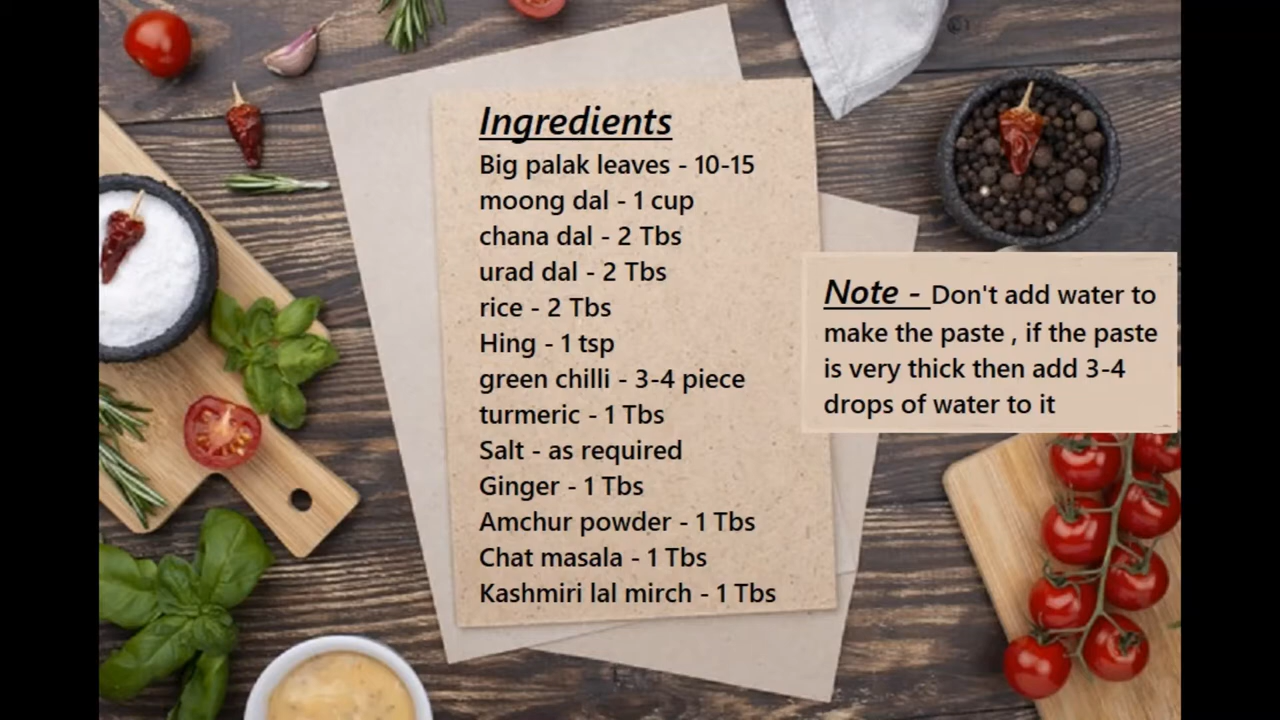 Ingredients
Big palak leaves - 10-15
moong dal - 1 cup
chana dal - 2 Tbs
urad dal - 2 Tbs
rice - 2 Tbs
Hing - 1 tsp
green chilli - 3-4 piece
turmeric - 1 Tbs
Salt - as required
Ginger - 1 Tbs
Amchur powder - 1 Tbs
Chat masala - 1 Tbs
Kashmiri lal mirch - 1 Tbs
Note - Don't add water to
make the paste , if the paste
is very thick then add 3-4
drops of water to it